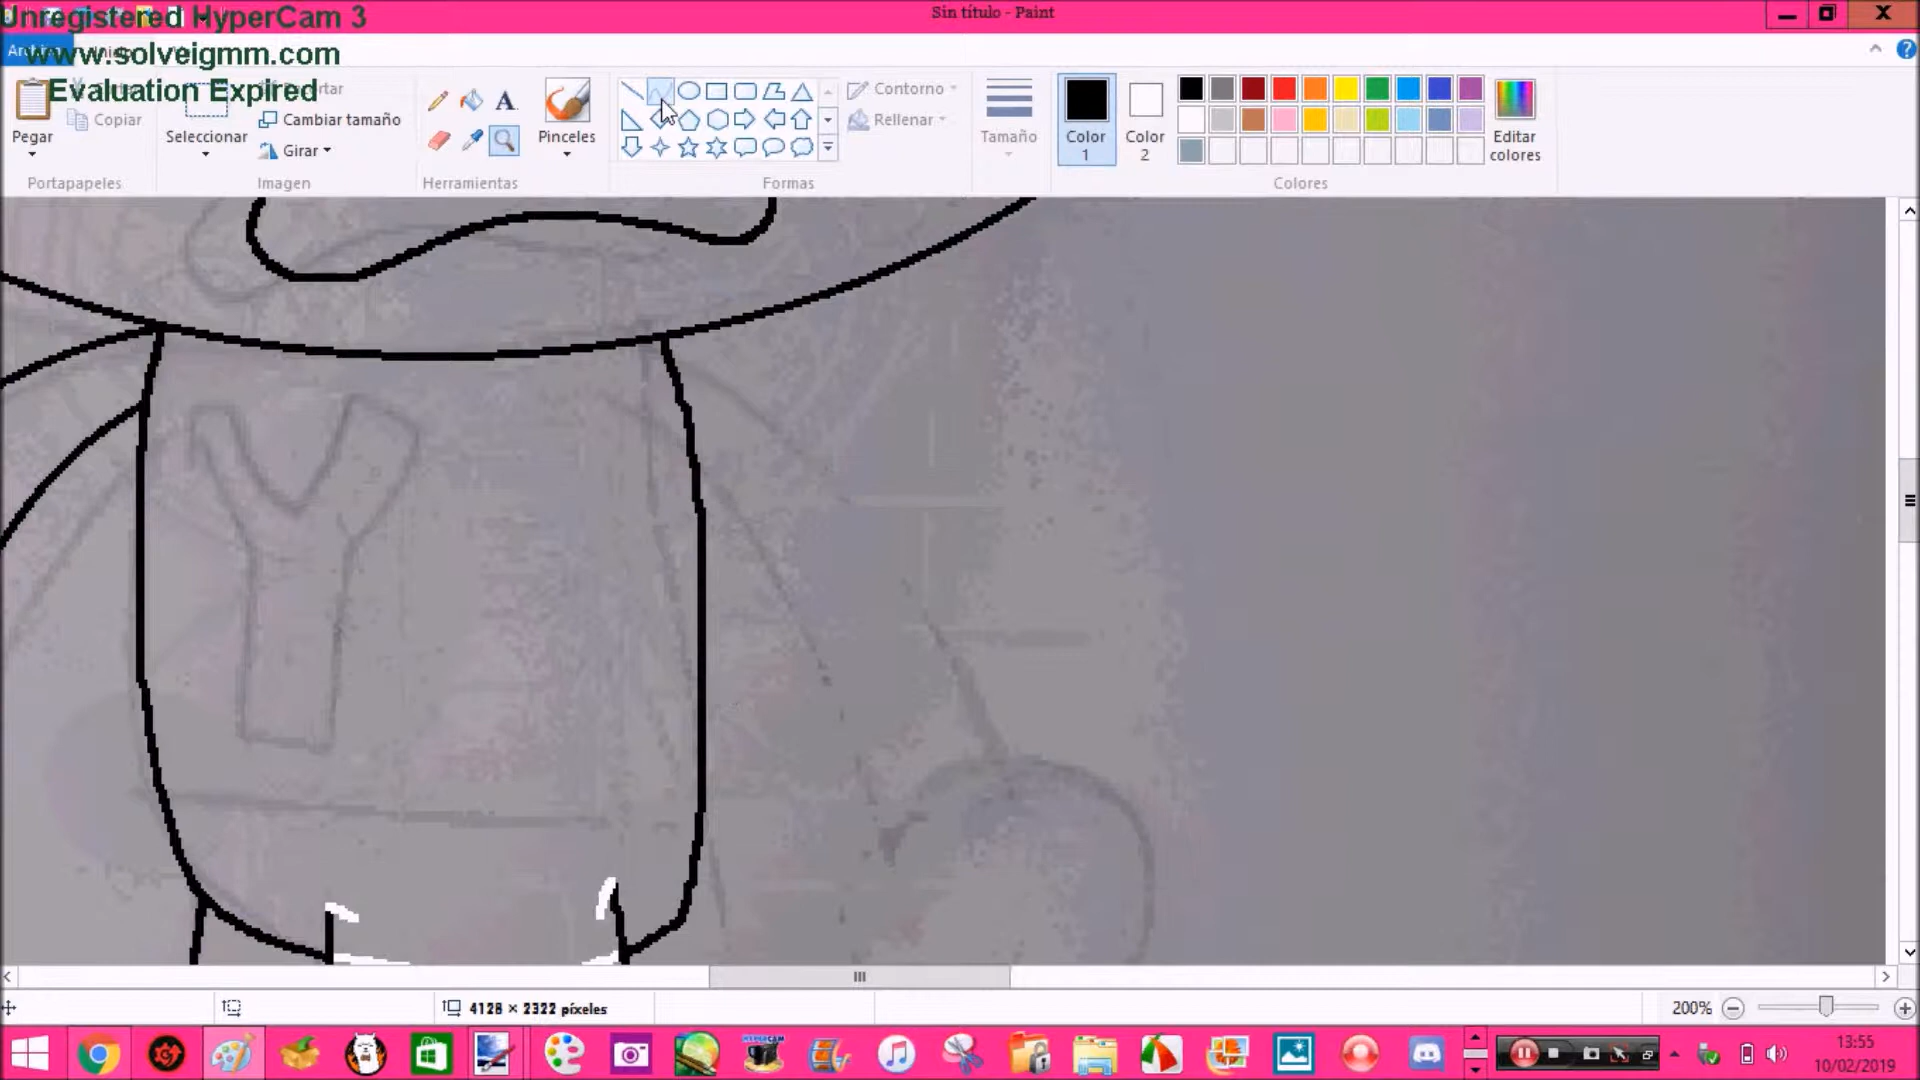 Unregistered HyperCam 3
Sin título - Paint
www.solveigmm.com
Evaluation Expired
Pegar
Copiar
Seleccionar
Cambiar tamaño
Girar
A
Pinceles
Contorno
Rellenar
Tamaño
Color 1
Color 2
Editar colores
Portapapeles
Imagen
Herramientas
Formas
Colores
Y
4128 × 2322 píxeles
200%
13:55
10/02/2019